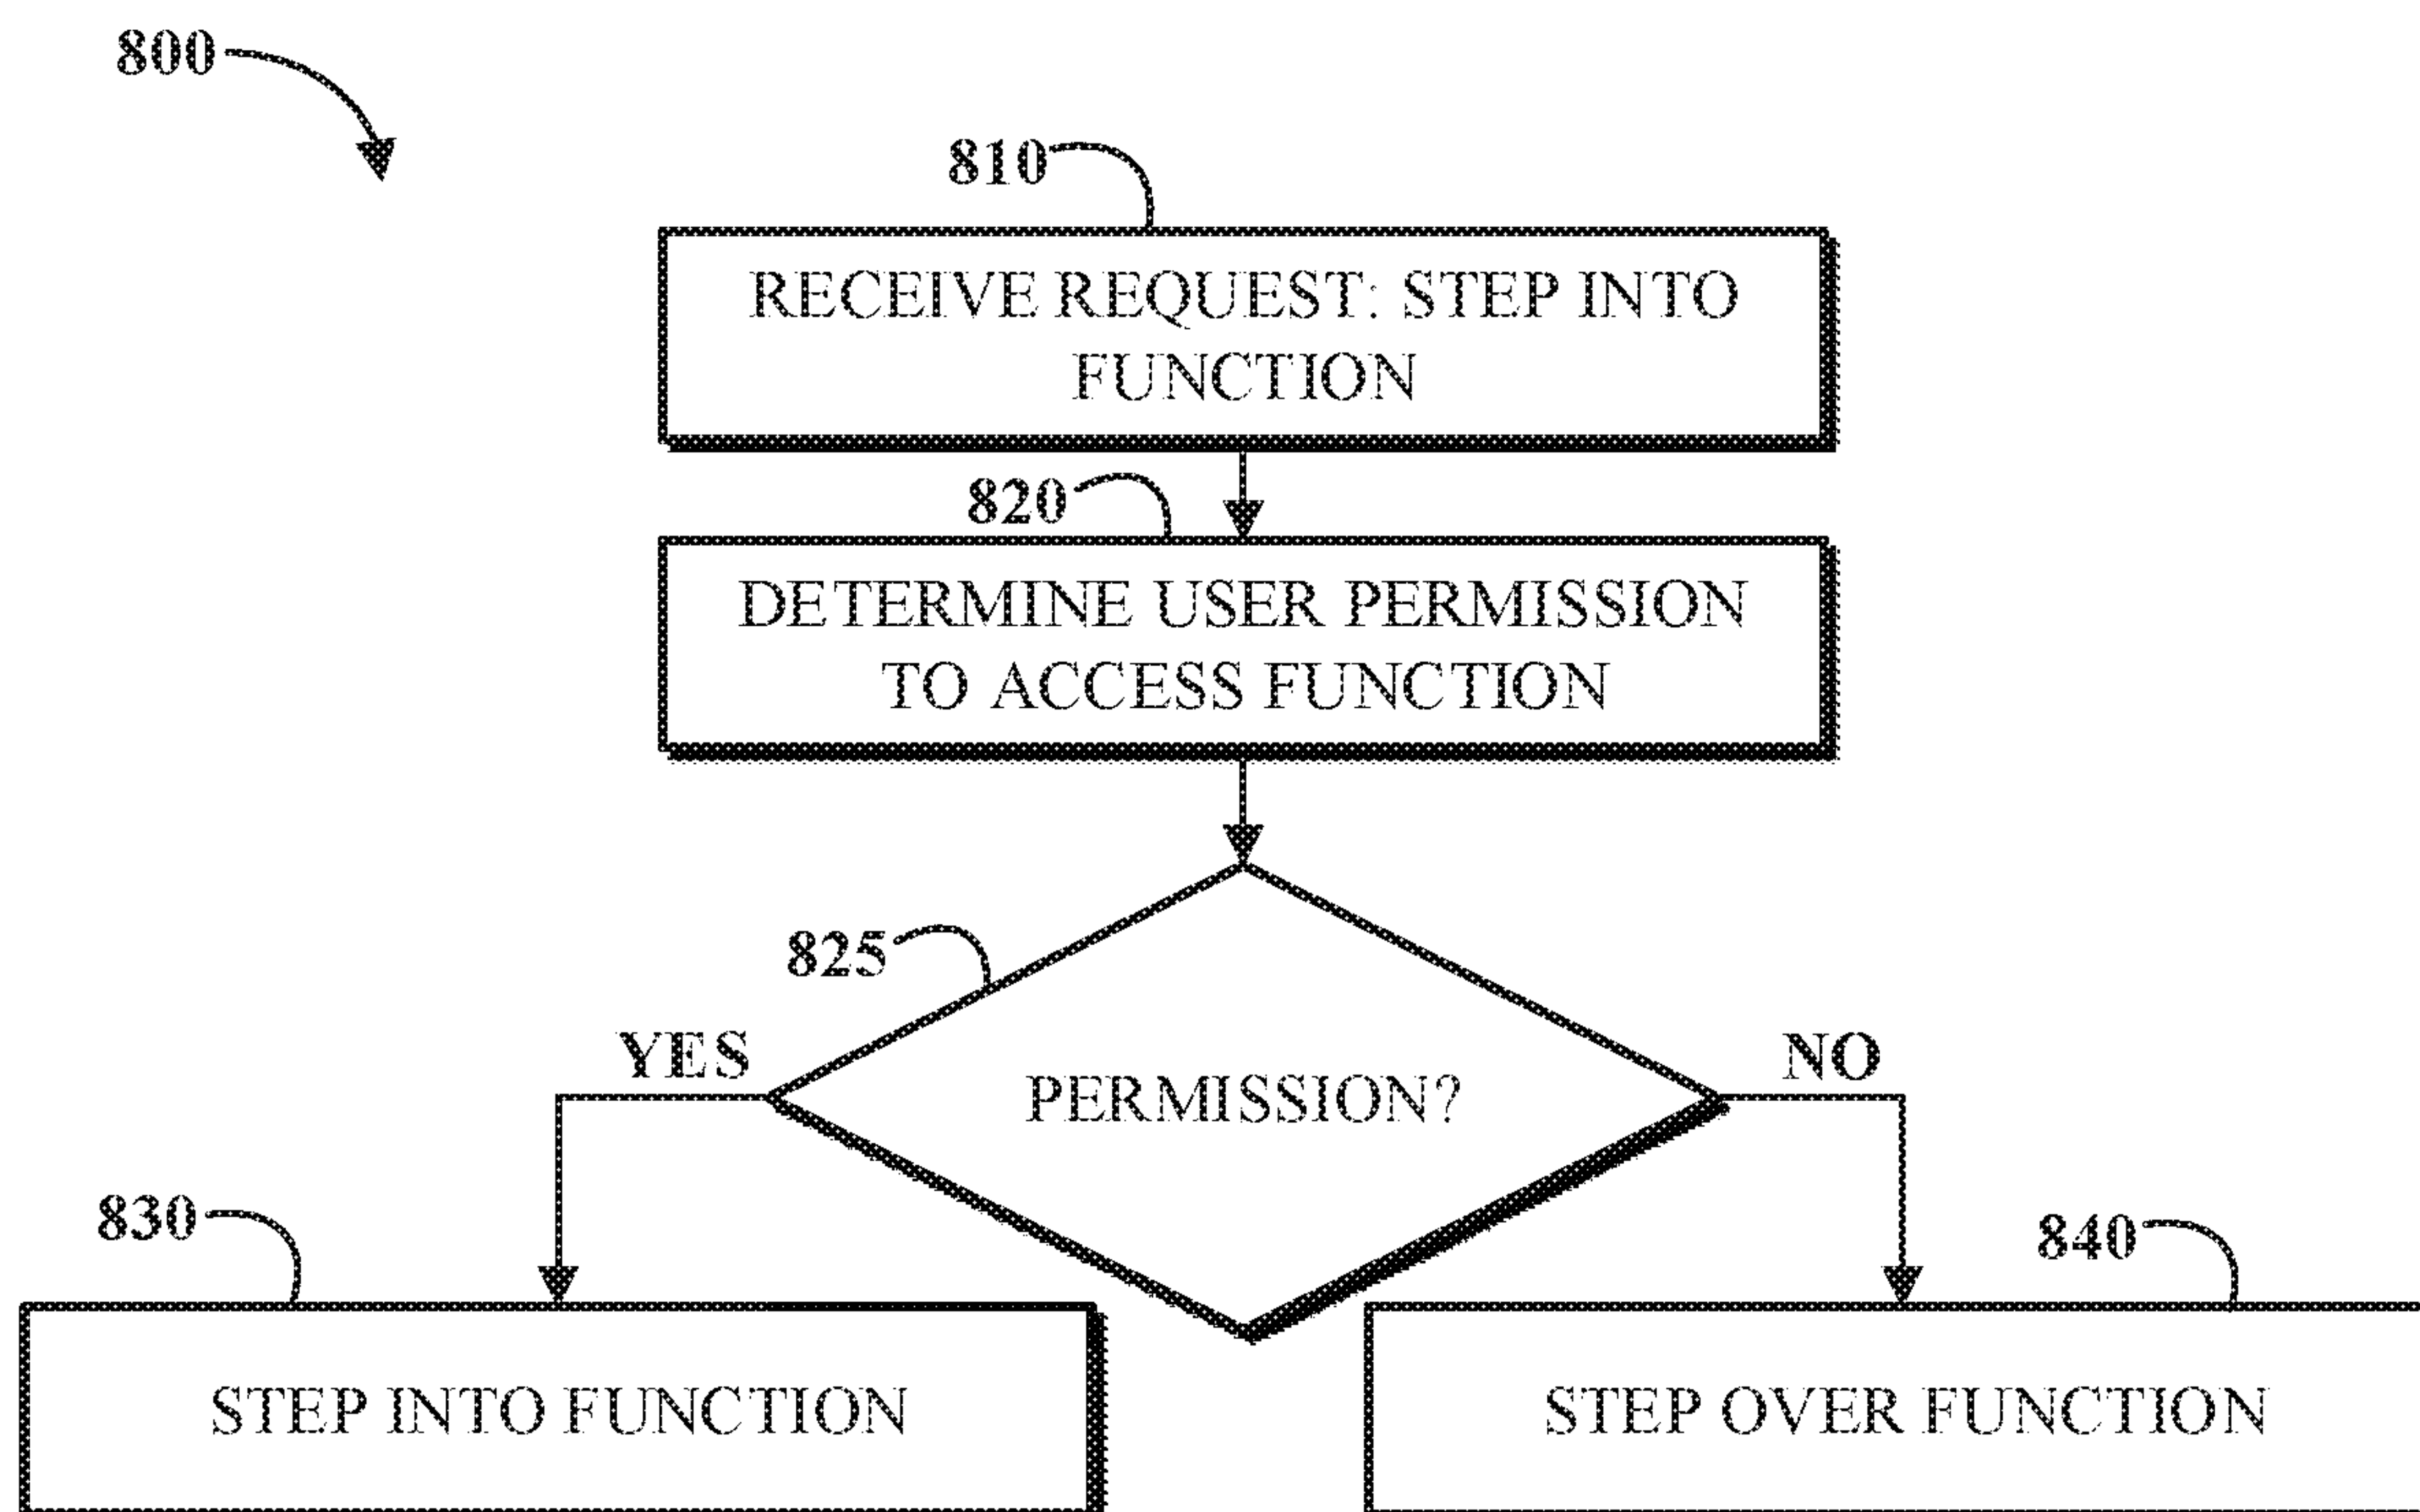 800
810
RECEIVE REQUEST: STEP INTO
FUNCTION
820
DETERMINE USER PERMISSION
TO ACCESS FUNCTION
825
YES
PERMISSION?
NO
830
840
STEP INTO FUNCTION
STEP OVER FUNCTION